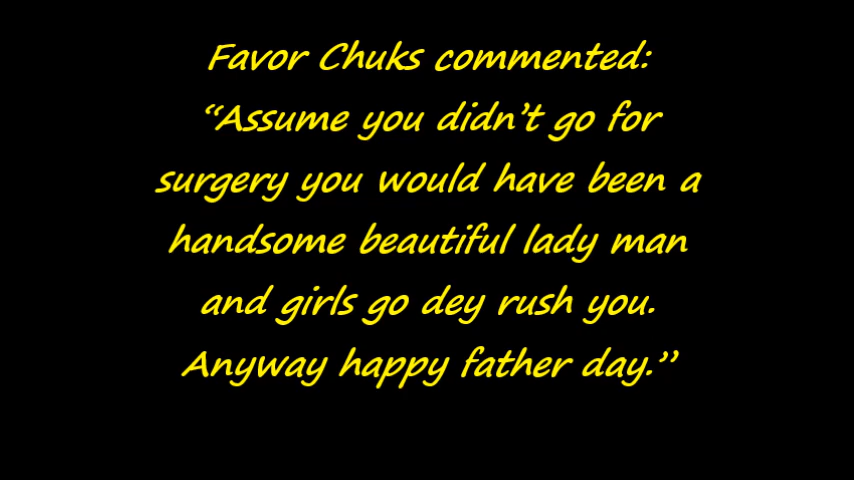 Favor Chuks commented:
“Assume you didn’t go for
surgery you would have been a
handsome beautiful lady man
and girls go dey rush you.
Anyway happy father day.”